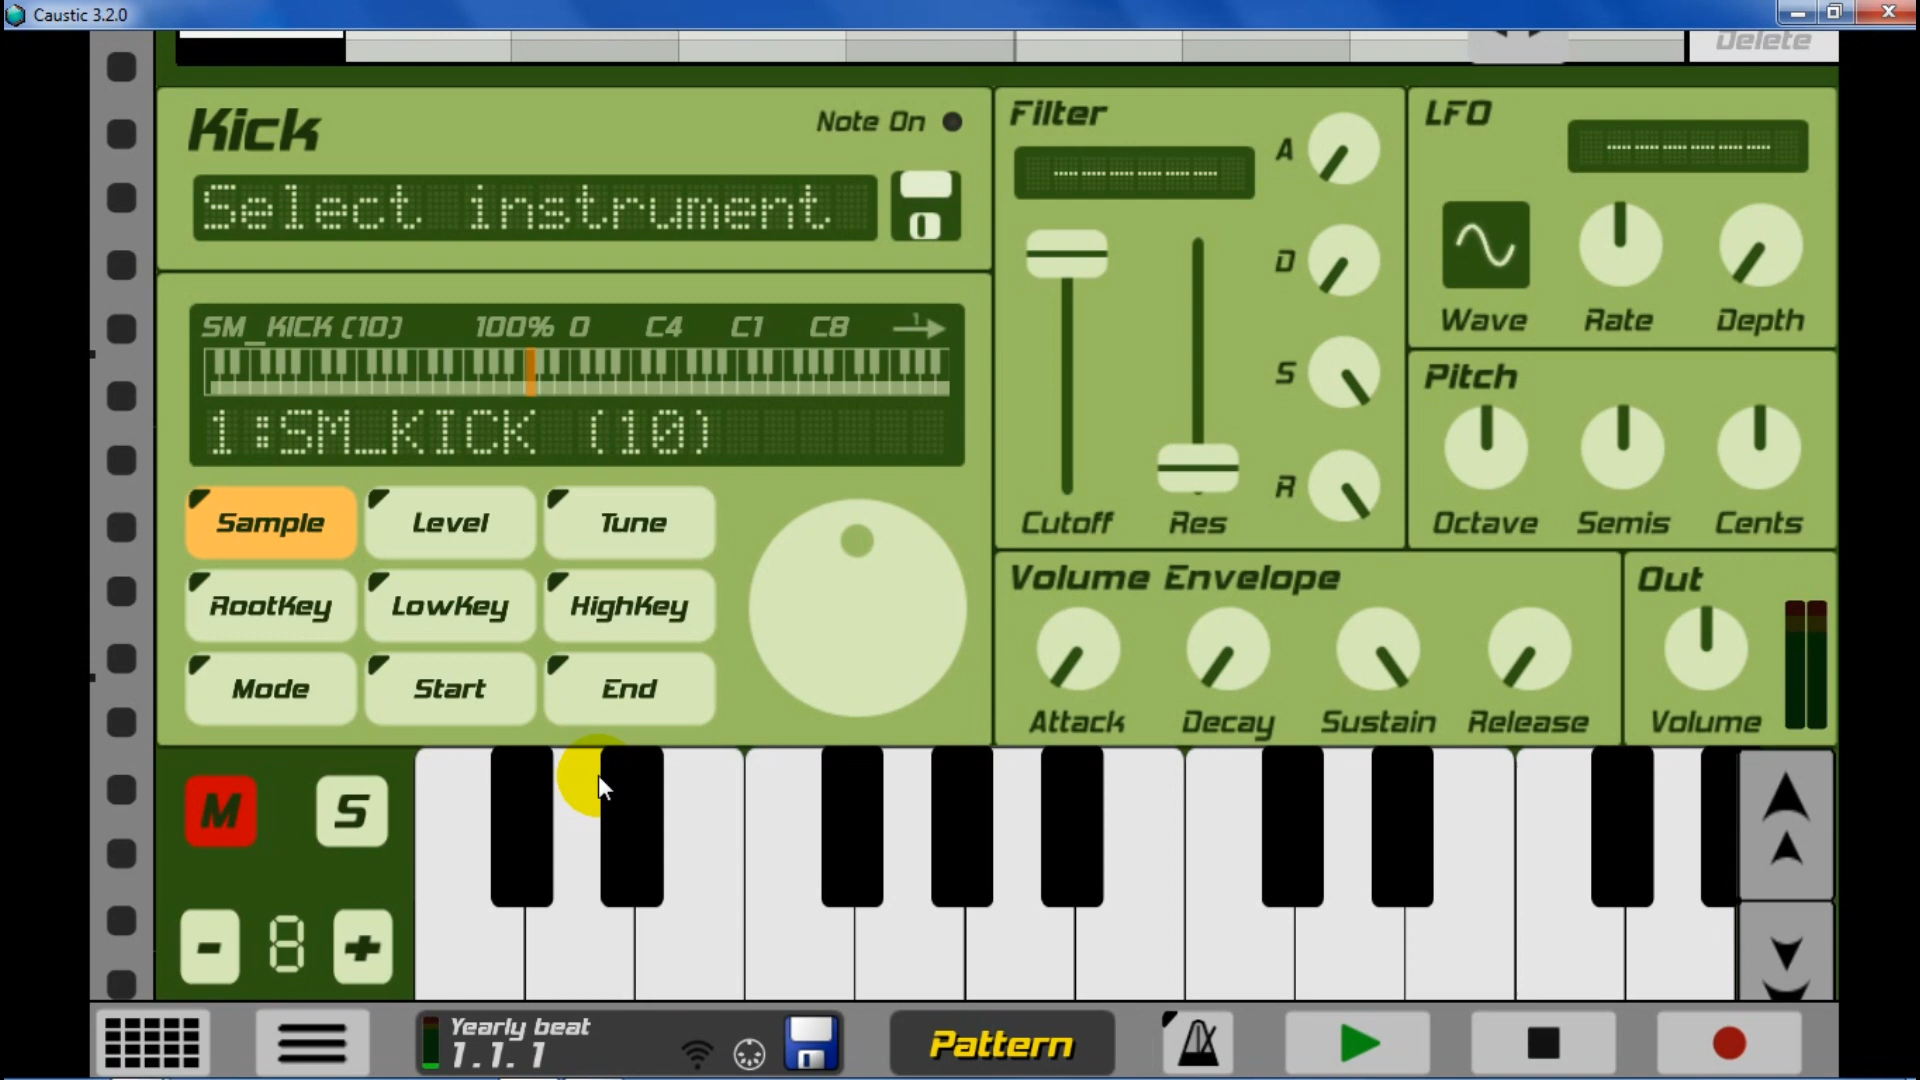 Caustic 3.2.0
Delete
Kick
Note On
Select instrument
SM_KICK (10) 100% 0 C4 C1 C8 1
1:SM_KICK (10)
Sample Level Tune
RootKey LowKey HighKey
Mode Start End
Filter
A
D
S
R
Cutoff Res
LFO
Wave Rate Depth
Pitch
Octave Semis Cents
Volume Envelope
Attack Decay Sustain Release
Out
Volume
M S
- 8 +
Yearly beat
1. 1. 1
Pattern